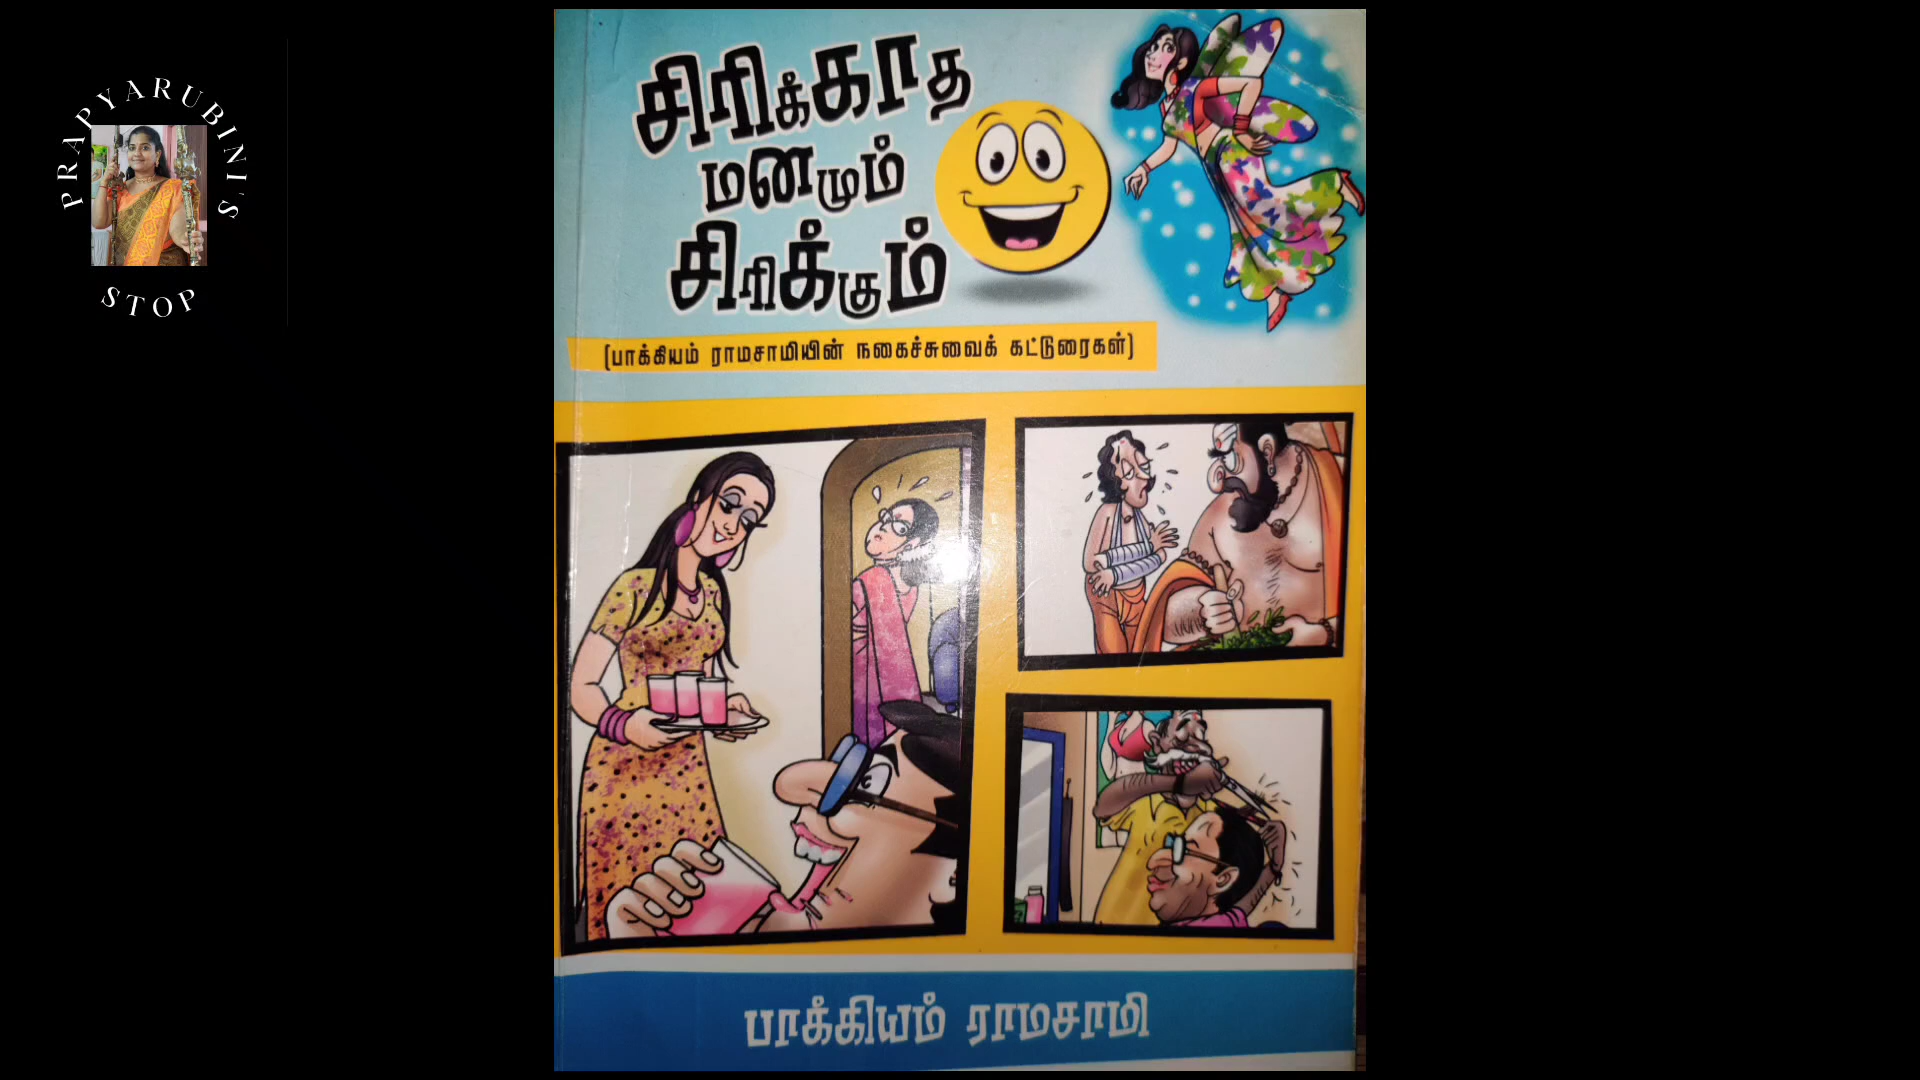 PRAPYARUBINI'S
STOP
சிரிக்காத
மனமும்
சிரிக்கும்
(பாக்கியம் ராமசாமியின் நகைச்சுவைக் கட்டுரைகள்)
பாக்கியம் ராமசாமி